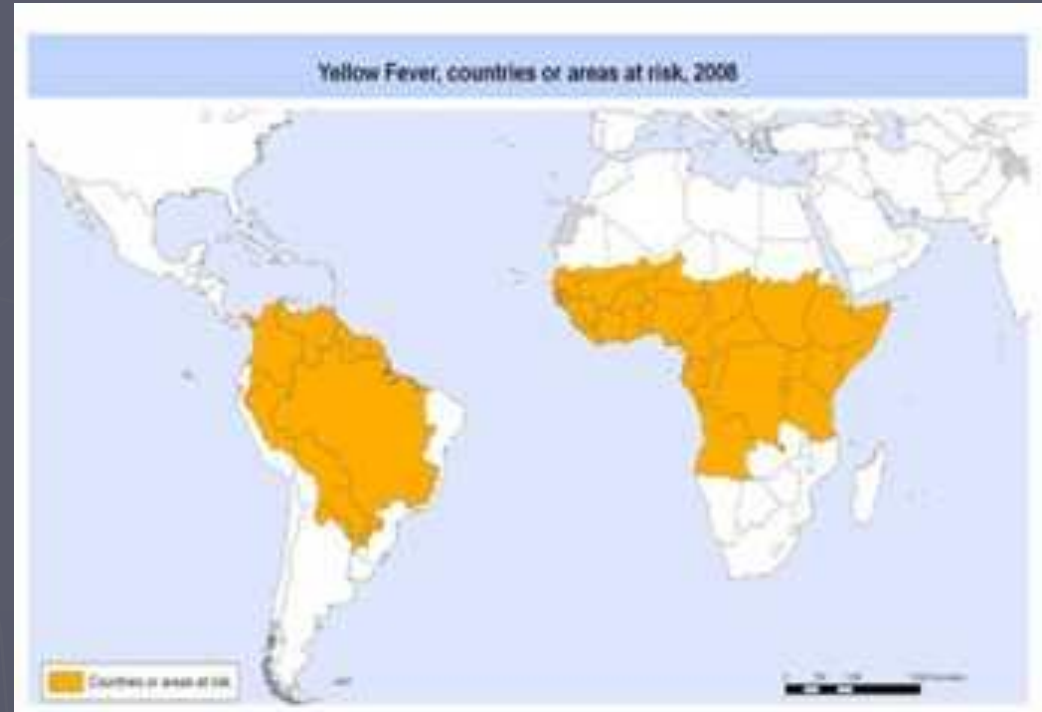 Yellow Fever, countries or areas at risk, 2008
Countries or areas at risk